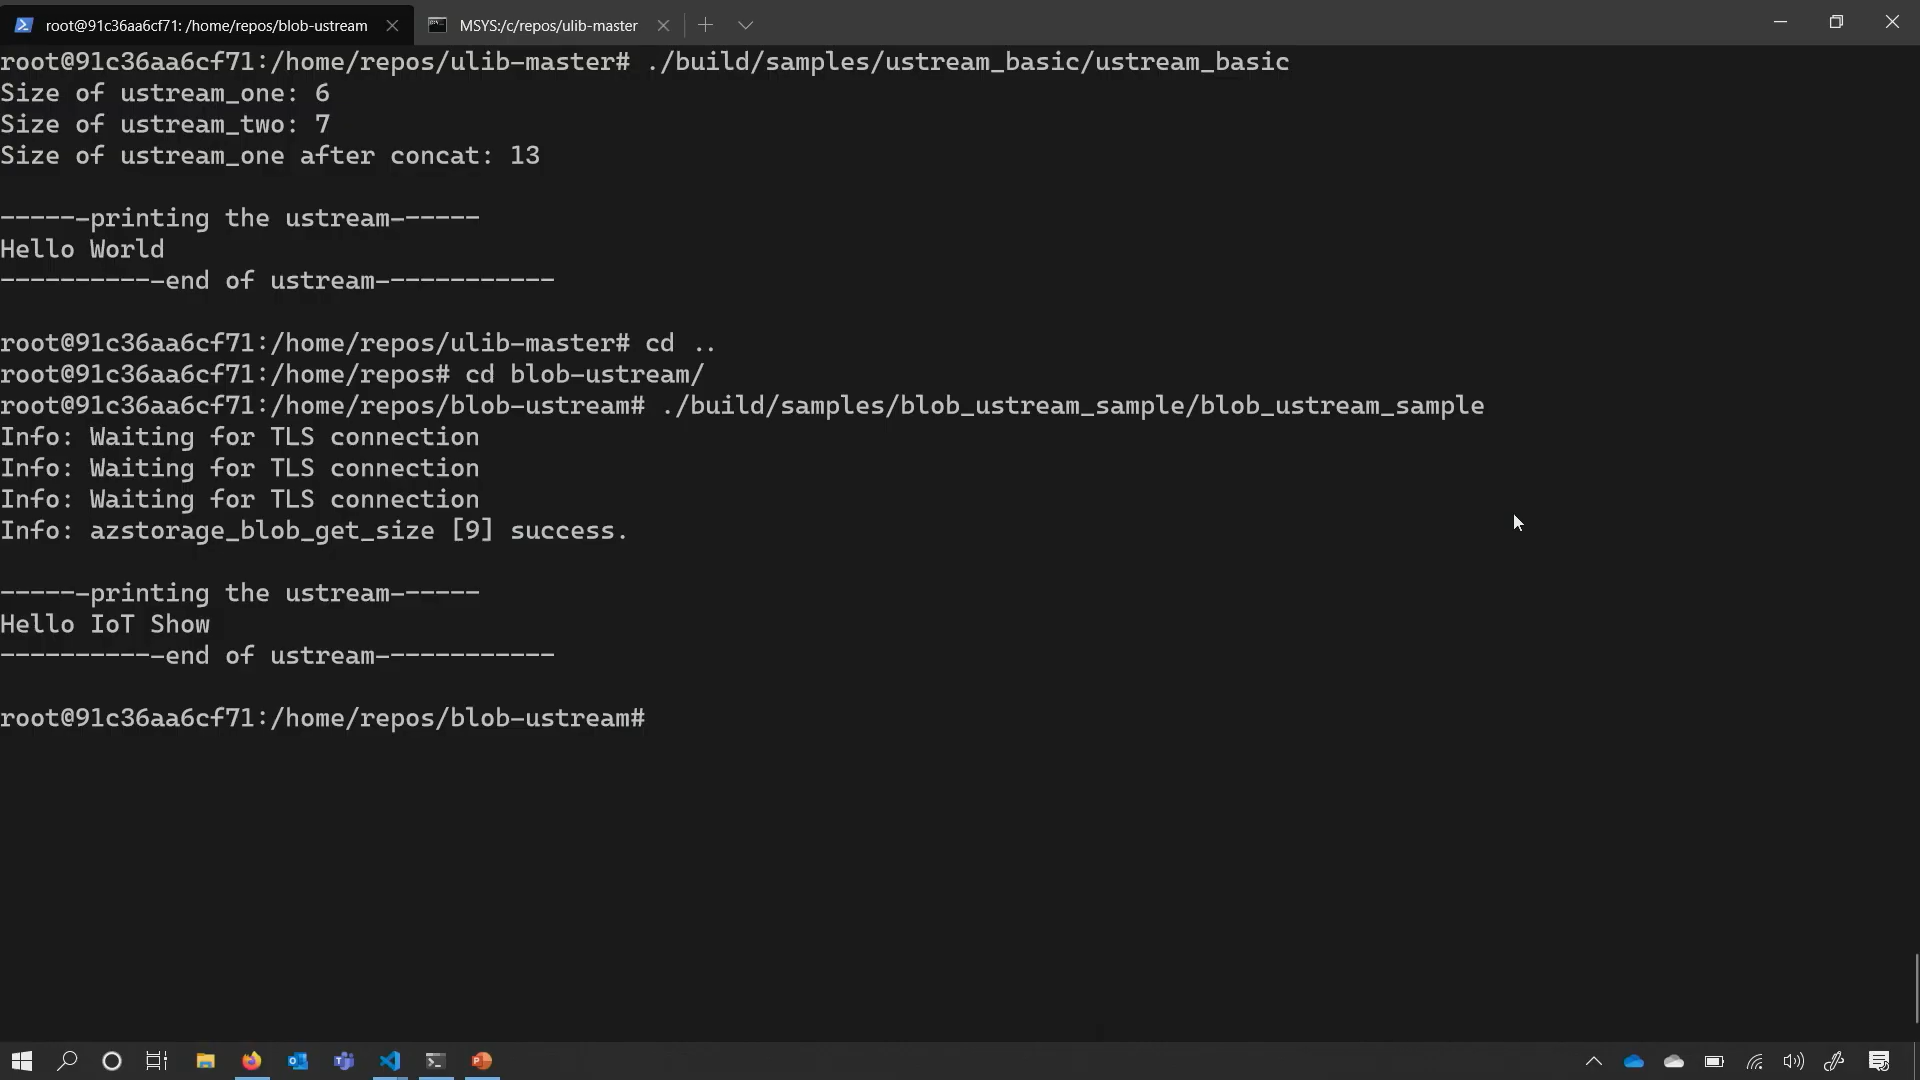 root@91c36aa6cf71: /home/repos/blob-ustream
MSYS:/c/repos/ulib-master
root@91c36aa6cf71:/home/repos/ulib-master# ./build/samples/ustream_basic/ustream_basic
Size of ustream_one: 6
Size of ustream_two: 7
Size of ustream_one after concat: 13
------printing the ustream------
Hello World
-----------end of ustream------------
root@91c36aa6cf71:/home/repos/ulib-master# cd ..
root@91c36aa6cf71:/home/repos# cd blob-ustream/
root@91c36aa6cf71:/home/repos/blob-ustream# ./build/samples/blob_ustream_sample/blob_ustream_sample
Info: Waiting for TLS connection
Info: Waiting for TLS connection
Info: Waiting for TLS connection
Info: azstorage_blob_get_size [9] success.
------printing the ustream------
Hello IoT Show
-----------end of ustream------------
root@91c36aa6cf71:/home/repos/blob-ustream#